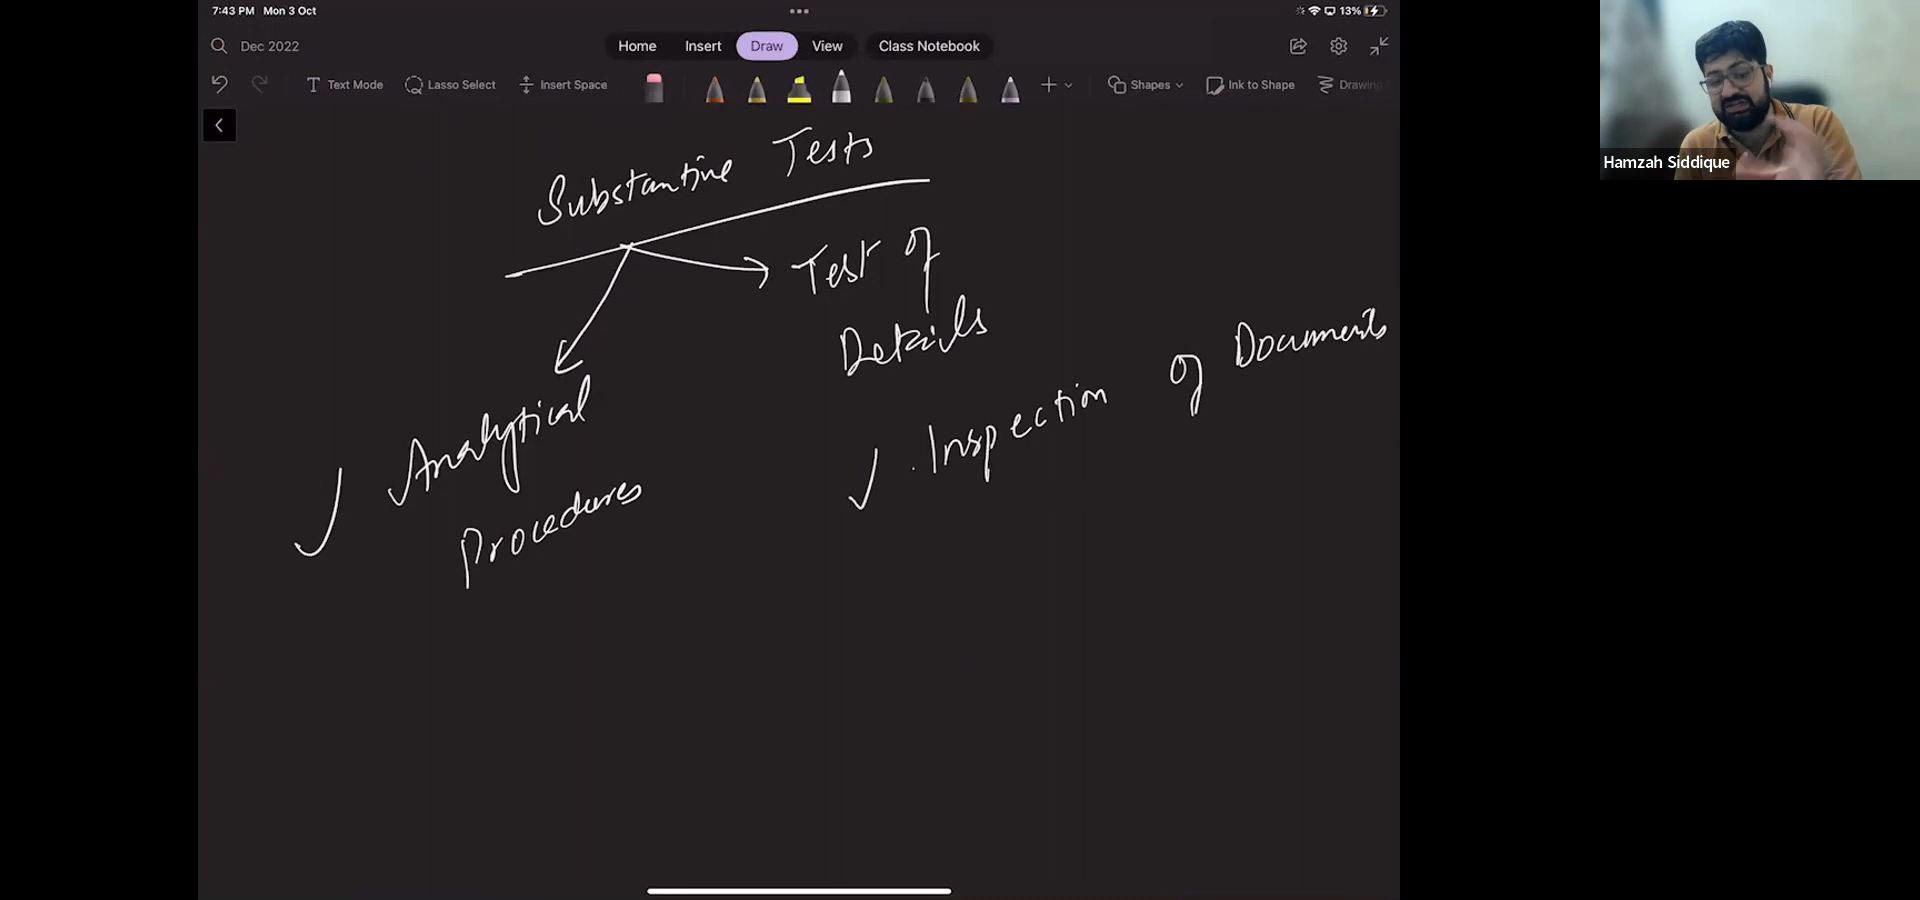 7:43 PM Mon 3 Oct
13%
Dec 2022
Home Insert Draw View Class Notebook
Text Mode Lasso Select Insert Space Shapes Ink to Shape Drawing
Substantive Tests
Test of
Details
Analytical
Procedures
Inspection of Documents
Hamzah Siddique